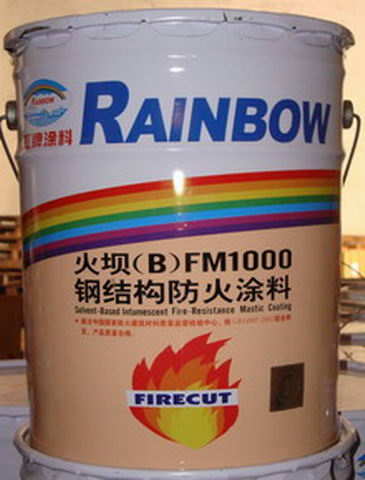 RAINBOW
RAINBOW
虹牌涂料
火坝(B)FM1000
钢结构防火涂料
Solvent-Based Intumescent Fire-Resistance Mastic Coating
FIRECUT